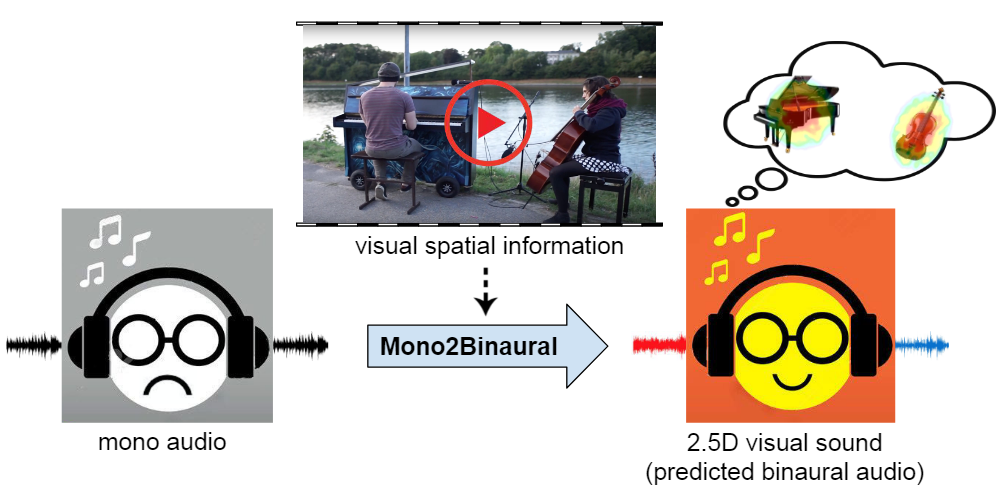 visual spatial information
Mono2Binaural
mono audio
2.5D visual sound
(predicted binaural audio)